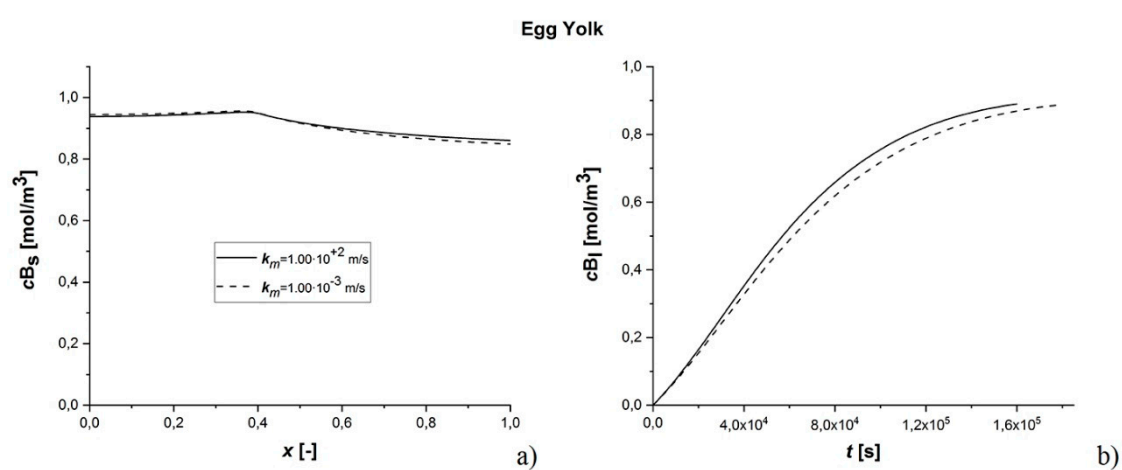 Egg Yolk
cBs [mol/m³]
1,0
0,8
0,6
0,4
0,2
0,0
km=1.00·10⁺² m/s
km=1.00·10⁻³ m/s
0,0 0,2 0,4 0,6 0,8 1,0
x [-]
a)
cBl [mol/m³]
1,0
0,8
0,6
0,4
0,2
0,0
0,0 4,0x10⁴ 8,0x10⁴ 1,2x10⁵ 1,6x10⁵
t [s]
b)